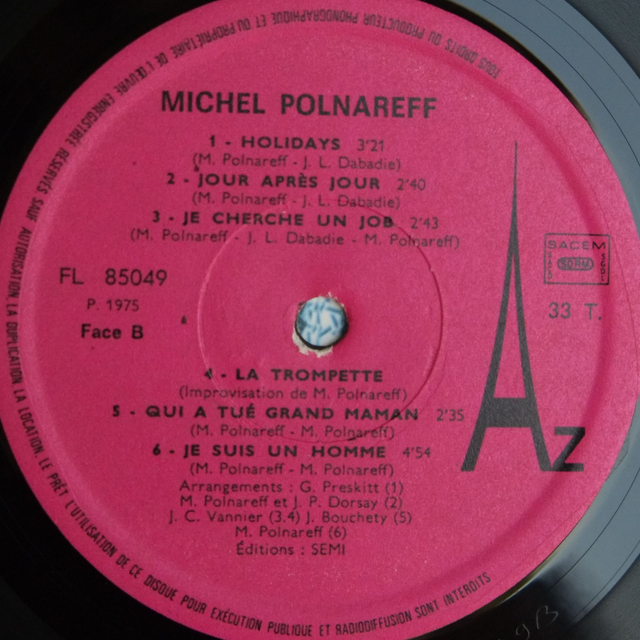 TOUS DROITS DU PRODUCTEUR PHONOGRAPHIQUE ET DU PROPRIÉTAIRE DE L'ŒUVRE ENREGISTRÉE RÉSERVÉS SAUF AUTORISATION LA DUPLICATION LA LOCATION, LE PRÊT L'UTILISATION DE CE DISQUE POUR EXÉCUTION PUBLIQUE ET RADIODIFFUSION SONT INTERDITS
MICHEL POLNAREFF
1 - HOLIDAYS 3'21
(M. Polnareff - J. L. Dabadie)
2 - JOUR APRÈS JOUR 2'40
(M. Polnareff - J. L. Dabadie)
3 - JE CHERCHE UN JOB 2'43
(M. Polnareff - J. L. Dabadie - M. Polnareff)
FL 85049
P. 1975
Face B
SACEM
33 T.
4 - LA TROMPETTE
(Improvisation de M. Polnareff)
5 - QUI A TUÉ GRAND MAMAN 2'35
(M. Polnareff - M. Polnareff)
6 - JE SUIS UN HOMME 4'54
(M. Polnareff - M. Polnareff)
Arrangements : G. Preskitt (1)
M. Polnareff et J. P. Dorsay (2)
J. C. Vannier (3.4) J. Bouchety (5)
M. Polnareff (6)
Éditions : SEMI
AZ